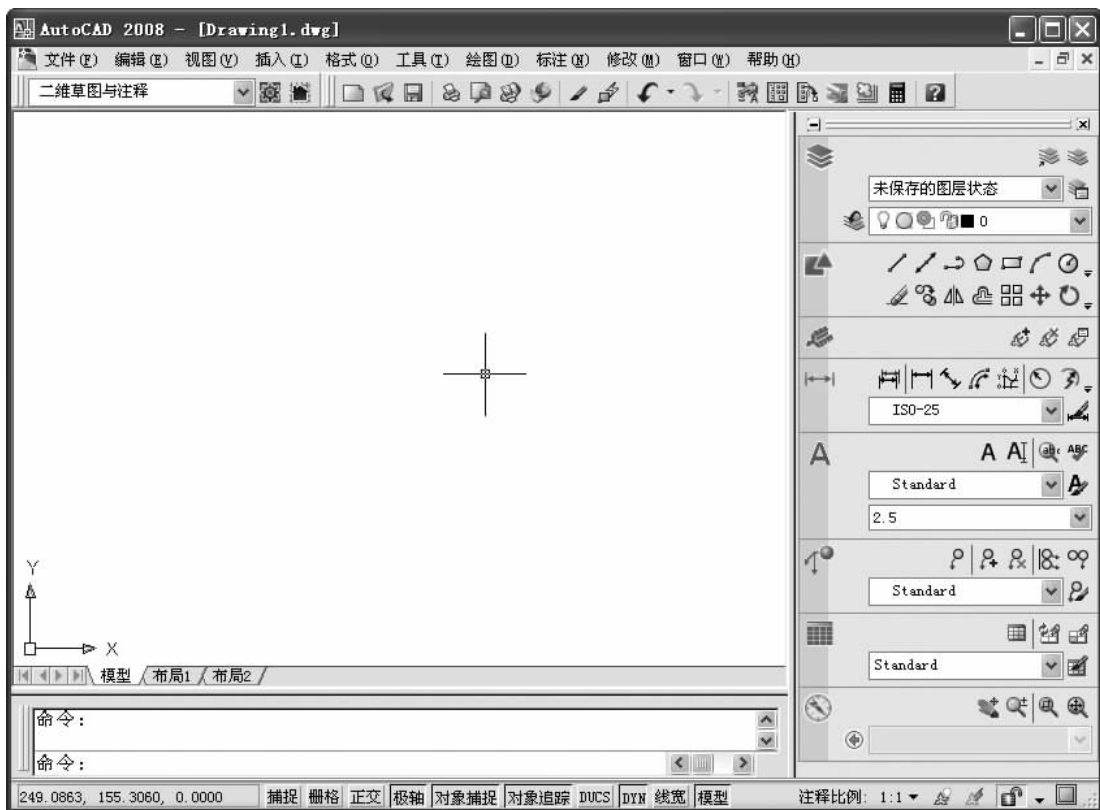 AutoCAD 2008 - [Drawing1.dwg]
文件(F) 编辑(E) 视图(V) 插入(I) 格式(O) 工具(T) 绘图(D) 标注(N) 修改(M) 窗口(W) 帮助(H)
二维草图与注释
未保存的图层状态
0
ISO-25
A A ABC
Standard
2.5
Standard
Standard
Y
X
模型 布局1 布局2
命令:
命令:
249.0863, 155.3060, 0.0000 捕捉 栅格 正交 极轴 对象捕捉 对象追踪 DUCS DYN 线宽 模型 注释比例: 1:1